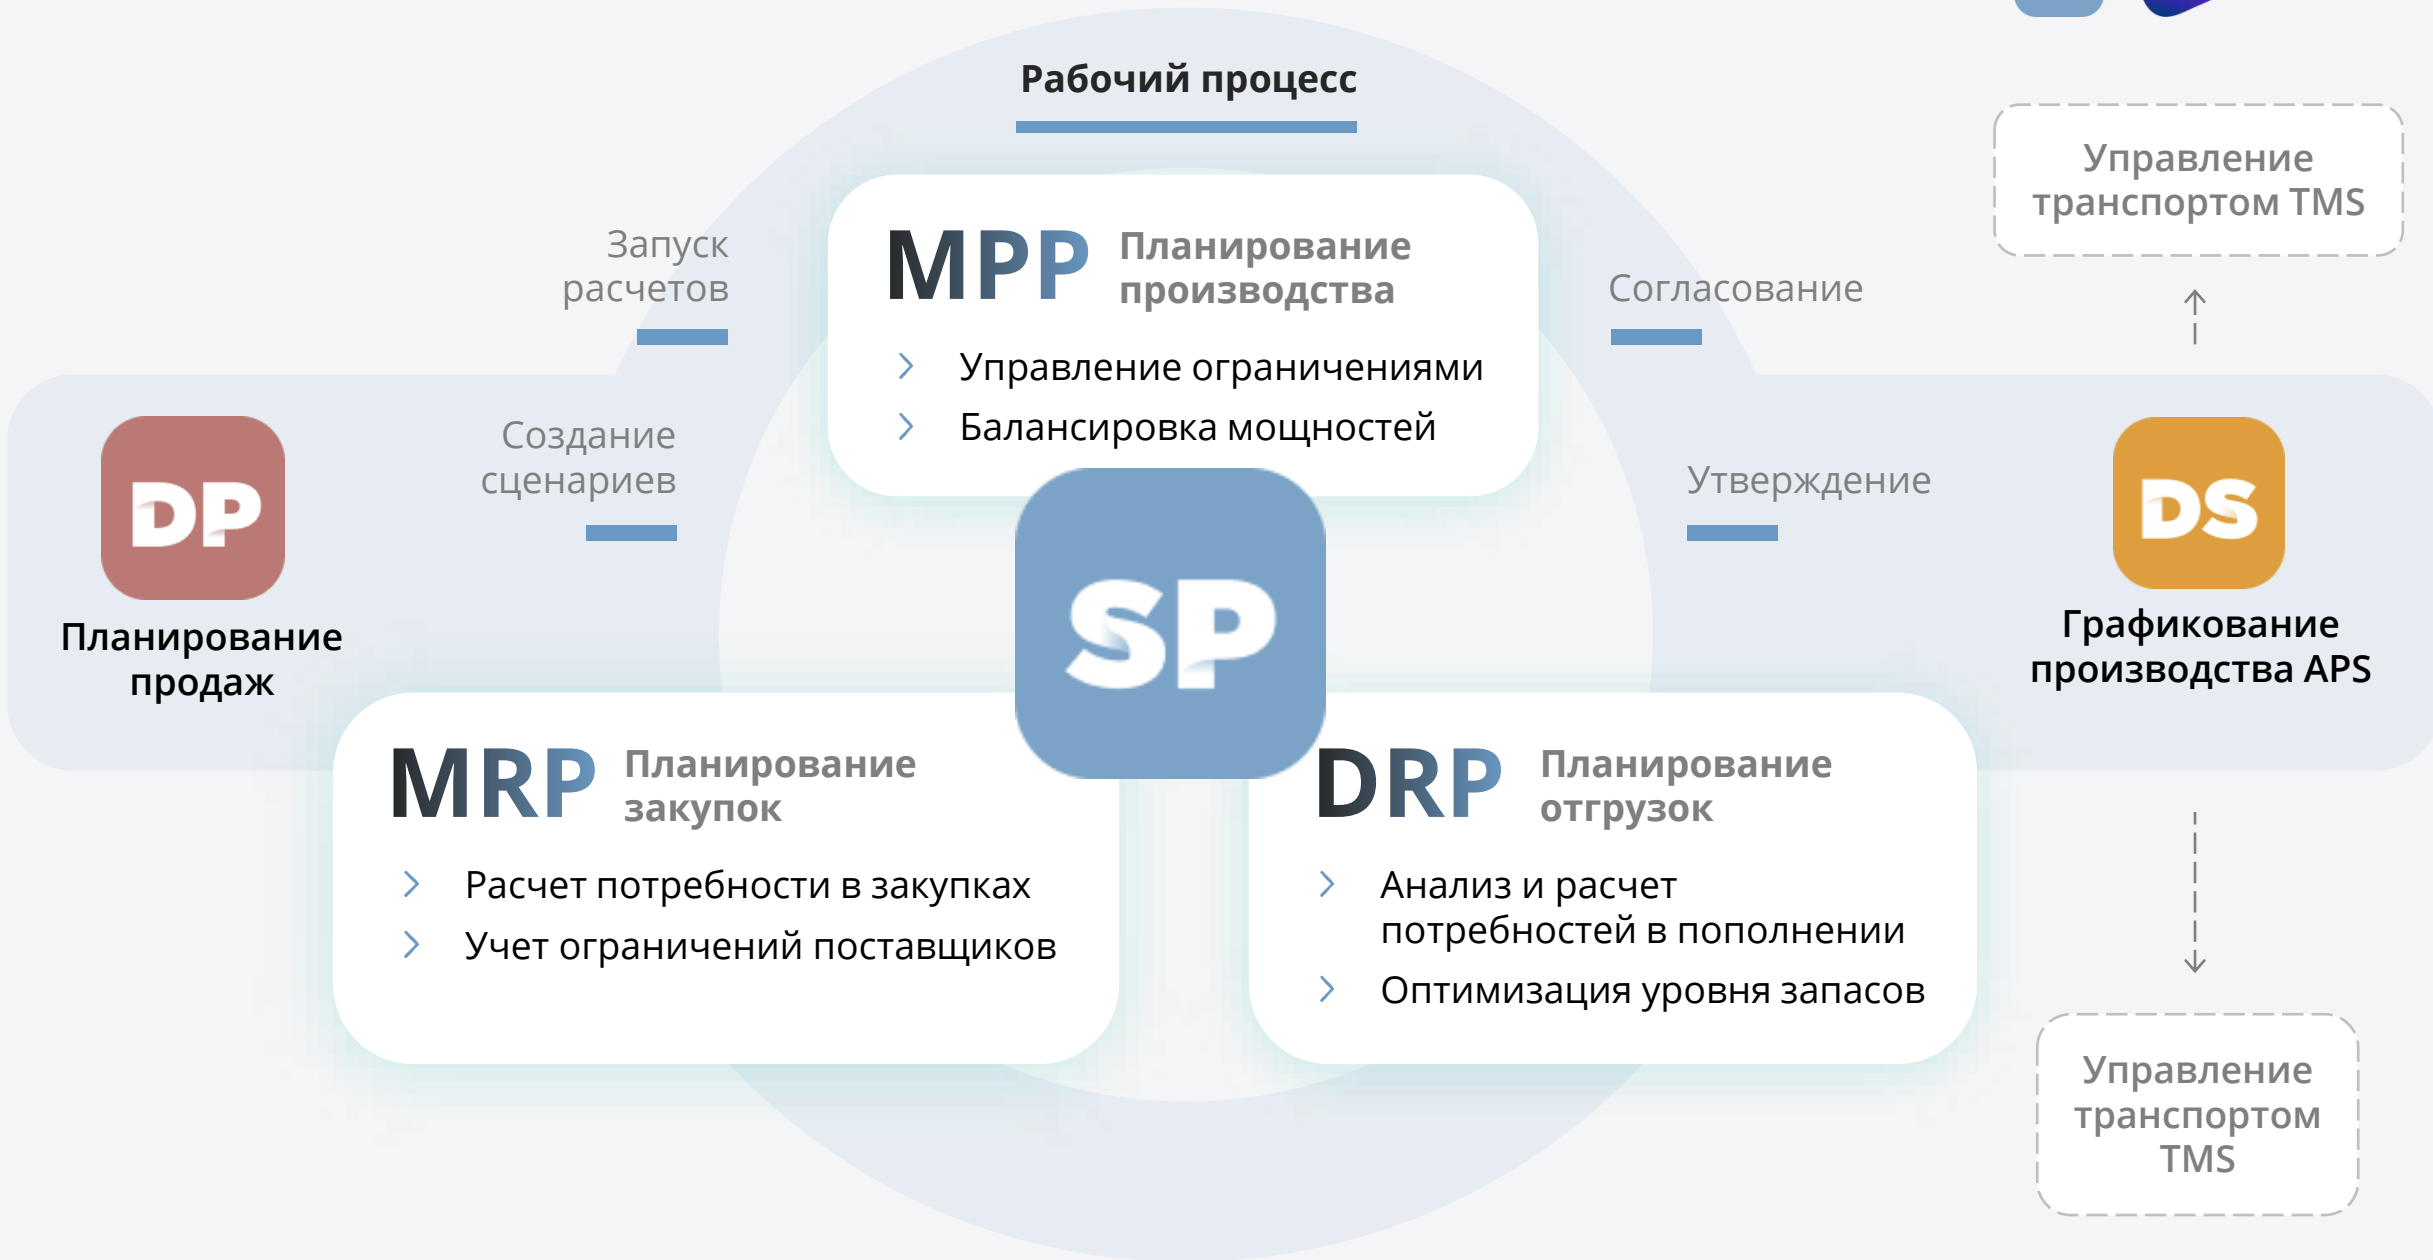 Рабочий процесс
Запуск
расчетов
Создание
сценариев
MPP
Планирование
производства
Управление ограничениями
Балансировка мощностей
Согласование
Утверждение
Управление
транспортом TMS
DP
Планирование
продаж
SP
DS
Графикование
производства APS
MRP
Планирование
закупок
Расчет потребности в закупках
Учет ограничений поставщиков
DRP
Планирование
отгрузок
Анализ и расчет
потребностей в пополнении
Оптимизация уровня запасов
Управление
транспортом
TMS